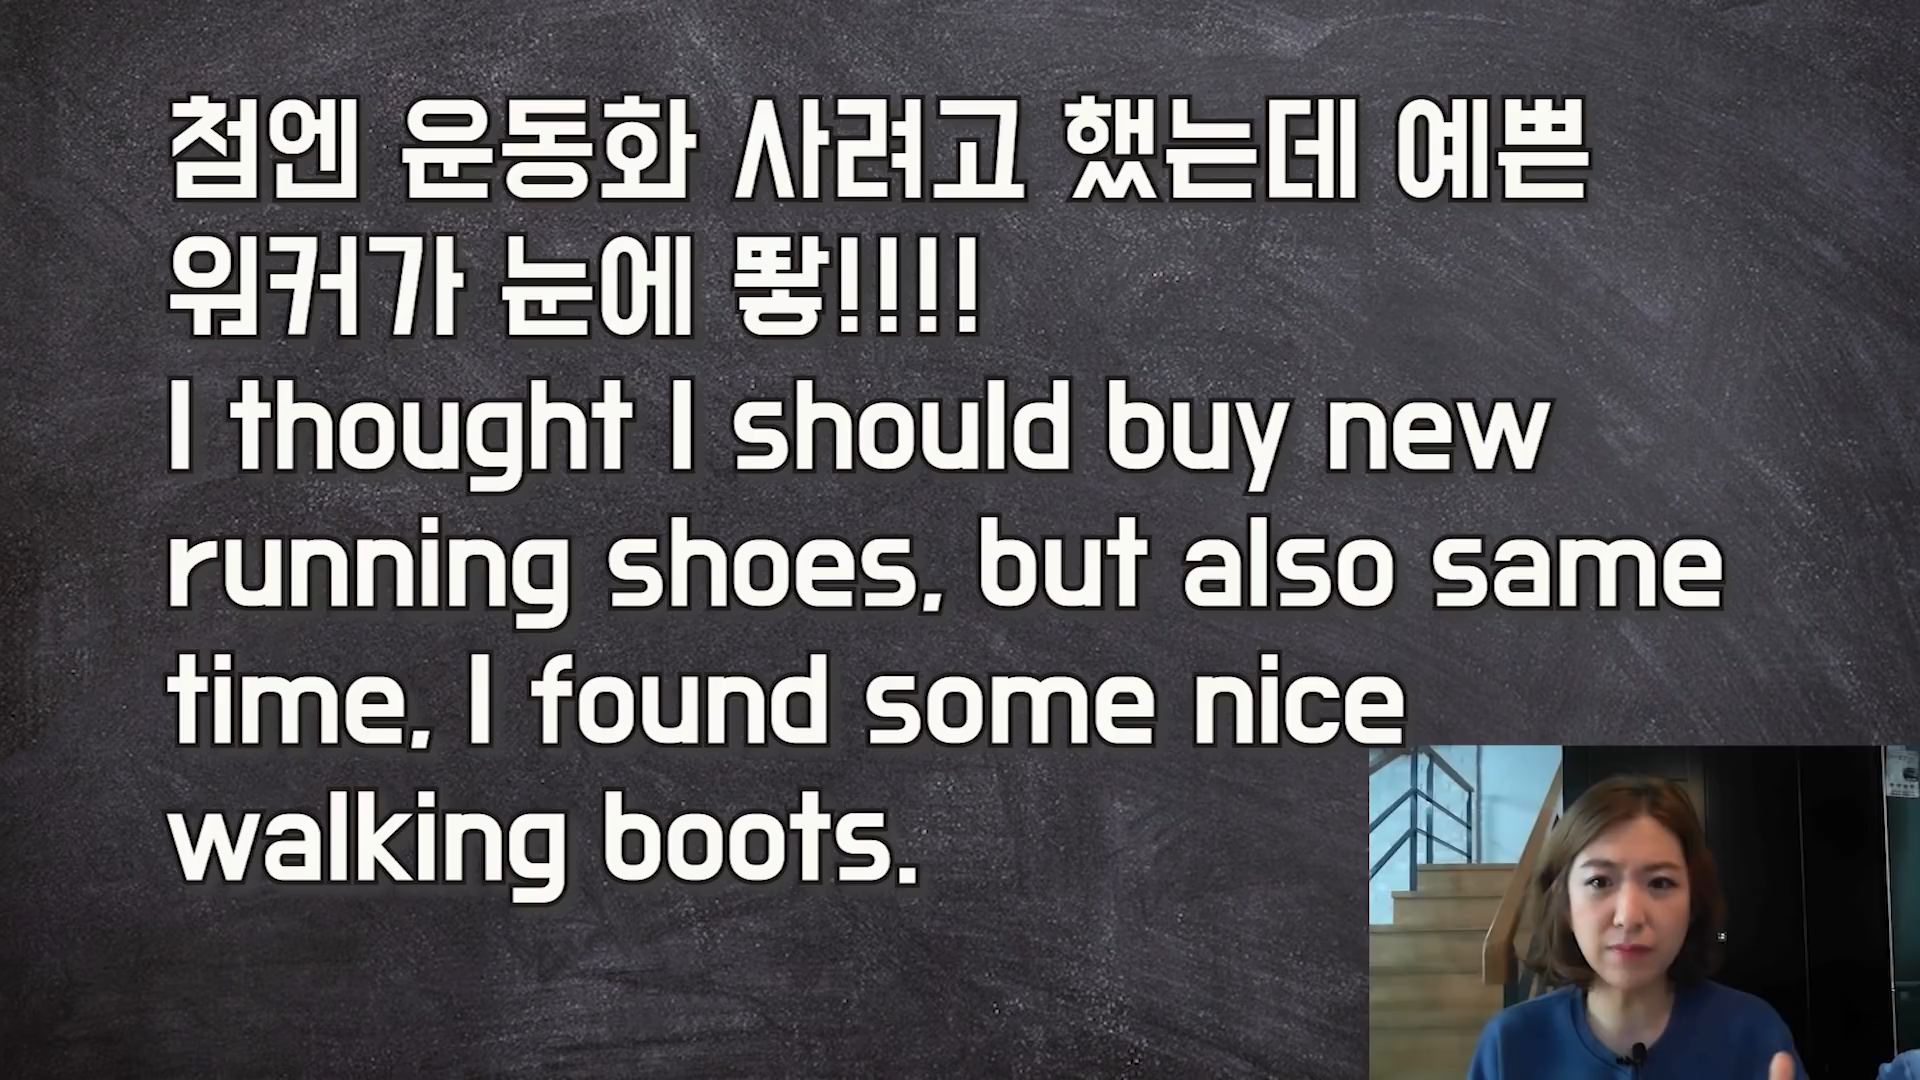 첨엔 운동화 사려고 했는데 예쁜
워커가 눈에 뙇!!!!
I thought I should buy new
running shoes, but also same
time, I found some nice
walking boots.